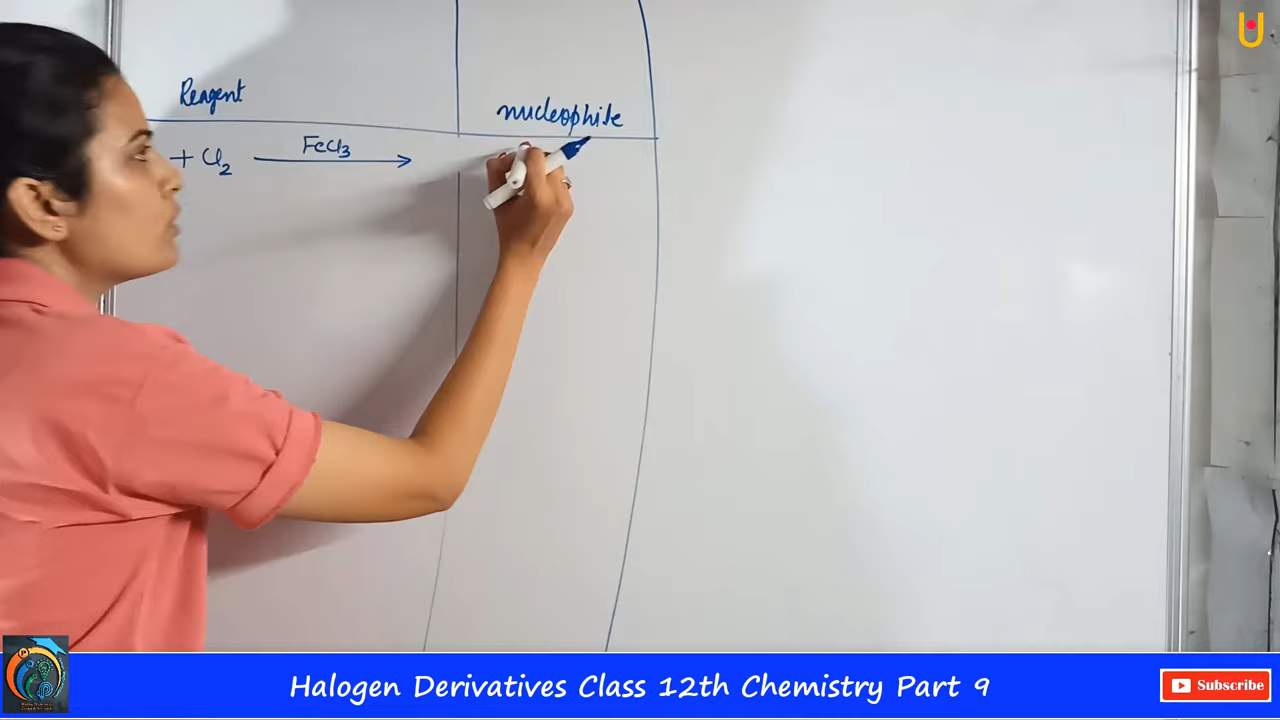 Reagent
nucleophile
+ Cl2 FeCl3 →
Halogen Derivatives Class 12th Chemistry Part 9
Subscribe